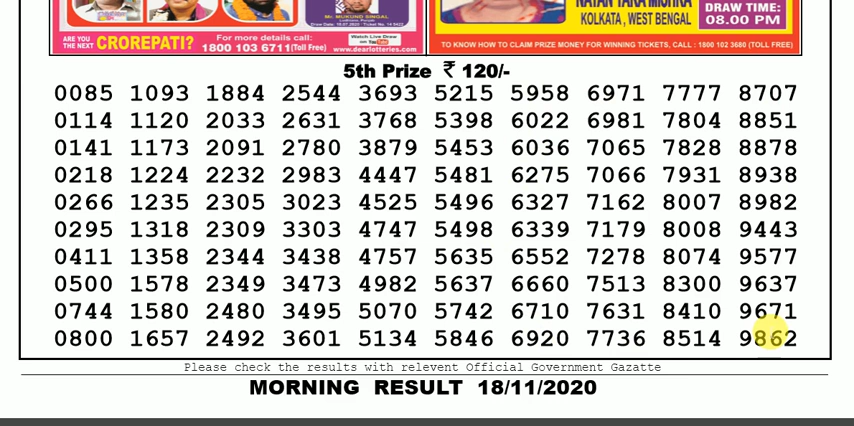 Mr. MUKUND SINGAL
ARE YOU THE NEXT CROREPATI?
For more details call:
1800 103 6711(Toll Free)
Watch Live Draw
on YouTube
www.dearlotteries.com
NAYAN TARA MISHRA
KOLKATA, WEST BENGAL
DRAW TIME:
08.00 PM
TO KNOW HOW TO CLAIM PRIZE MONEY FOR WINNING TICKETS, CALL : 1800 102 3680 (TOLL FREE)
5th Prize ₹ 120/-
0085 1093 1884 2544 3693 5215 5958 6971 7777 8707
0114 1120 2033 2631 3768 5398 6022 6981 7804 8851
0141 1173 2091 2780 3879 5453 6036 7065 7828 8878
0218 1224 2232 2983 4447 5481 6275 7066 7931 8938
0266 1235 2305 3023 4525 5496 6327 7162 8007 8982
0295 1318 2309 3303 4747 5498 6339 7179 8008 9443
0411 1358 2344 3438 4757 5635 6552 7278 8074 9577
0500 1578 2349 3473 4982 5637 6660 7513 8300 9637
0744 1580 2480 3495 5070 5742 6710 7631 8410 9671
0800 1657 2492 3601 5134 5846 6920 7736 8514 9862
Please check the results with relevent Official Government Gazatte
MORNING RESULT 18/11/2020